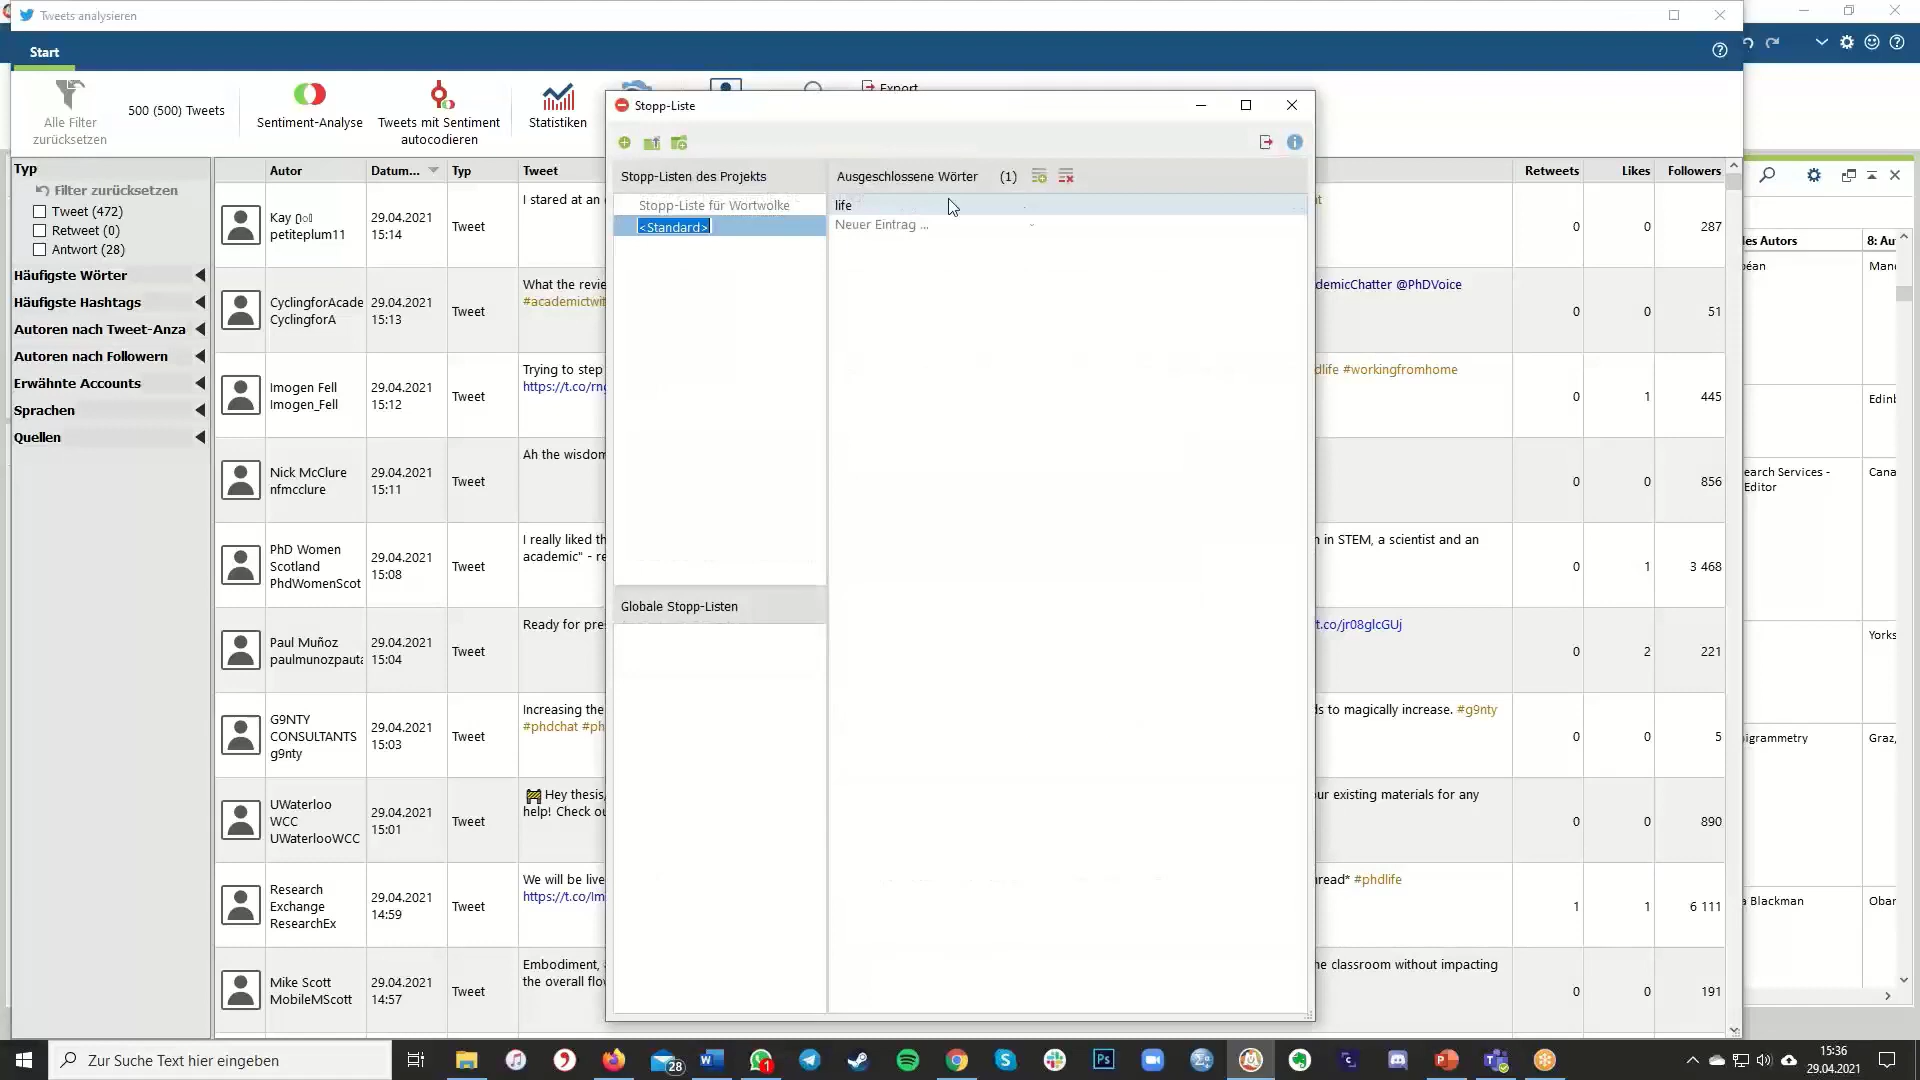 Tweets analysieren
Start
Alle Filter
zurücksetzen
500 (500) Tweets
Sentiment-Analyse
Tweets mit Sentiment
autocodieren
Statistiken
Export
Typ
Filter zurücksetzen
Tweet (472)
Retweet (0)
Antwort (28)
Häufigste Wörter
Häufigste Hashtags
Autoren nach Tweet-Anza
Autoren nach Followern
Erwähnte Accounts
Sprachen
Quellen
Autor Datum... Typ Tweet Retweets Likes Followers
Kay
petiteplum11
29.04.2021
15:14
Tweet
I stared at an
0 0 287
CyclingforAcade
CyclingforA
29.04.2021
15:13
Tweet
What the revie
#academictwit
demicChatter @PhDVoice
0 0 51
Imogen Fell
Imogen_Fell
29.04.2021
15:12
Tweet
Trying to step
https://t.co/rng
dlife #workingfromhome
0 1 445
Nick McClure
nfmcclure
29.04.2021
15:11
Tweet
Ah the wisdom
0 0 856
PhD Women
Scotland
PhdWomenScot
29.04.2021
15:08
Tweet
I really liked th
academic" - re
n in STEM, a scientist and an
0 1 3 468
Paul Muñoz
paulmunozpauta
29.04.2021
15:04
Tweet
Ready for pres
t.co/jr08glcGUj
0 2 221
G9NTY
CONSULTANTS
g9nty
29.04.2021
15:03
Tweet
Increasing the
#phdchat #ph
ds to magically increase. #g9nty
0 0 5
UWaterloo
WCC
UWaterlooWCC
29.04.2021
15:01
Tweet
Hey thesis,
help! Check ou
ur existing materials for any
0 0 890
Research
Exchange
ResearchEx
29.04.2021
14:59
Tweet
We will be live
https://t.co/Im
read* #phdlife
1 1 6 111
Mike Scott
MobileMScott
29.04.2021
14:57
Tweet
Embodiment,
the overall flo
he classroom without impacting
0 0 191
Stopp-Liste
Stopp-Listen des Projekts
Stopp-Liste für Wortwolke
<Standard>
Globale Stopp-Listen
Ausgeschlossene Wörter (1)
life
Neuer Eintrag ...
les Autors 8: Au
péan Man
Edinb
earch Services - Cana
Editor
Yorks
igrammetry Graz,
a Blackman Obar
Zur Suche Text hier eingeben
28
1
15:36
29.04.2021